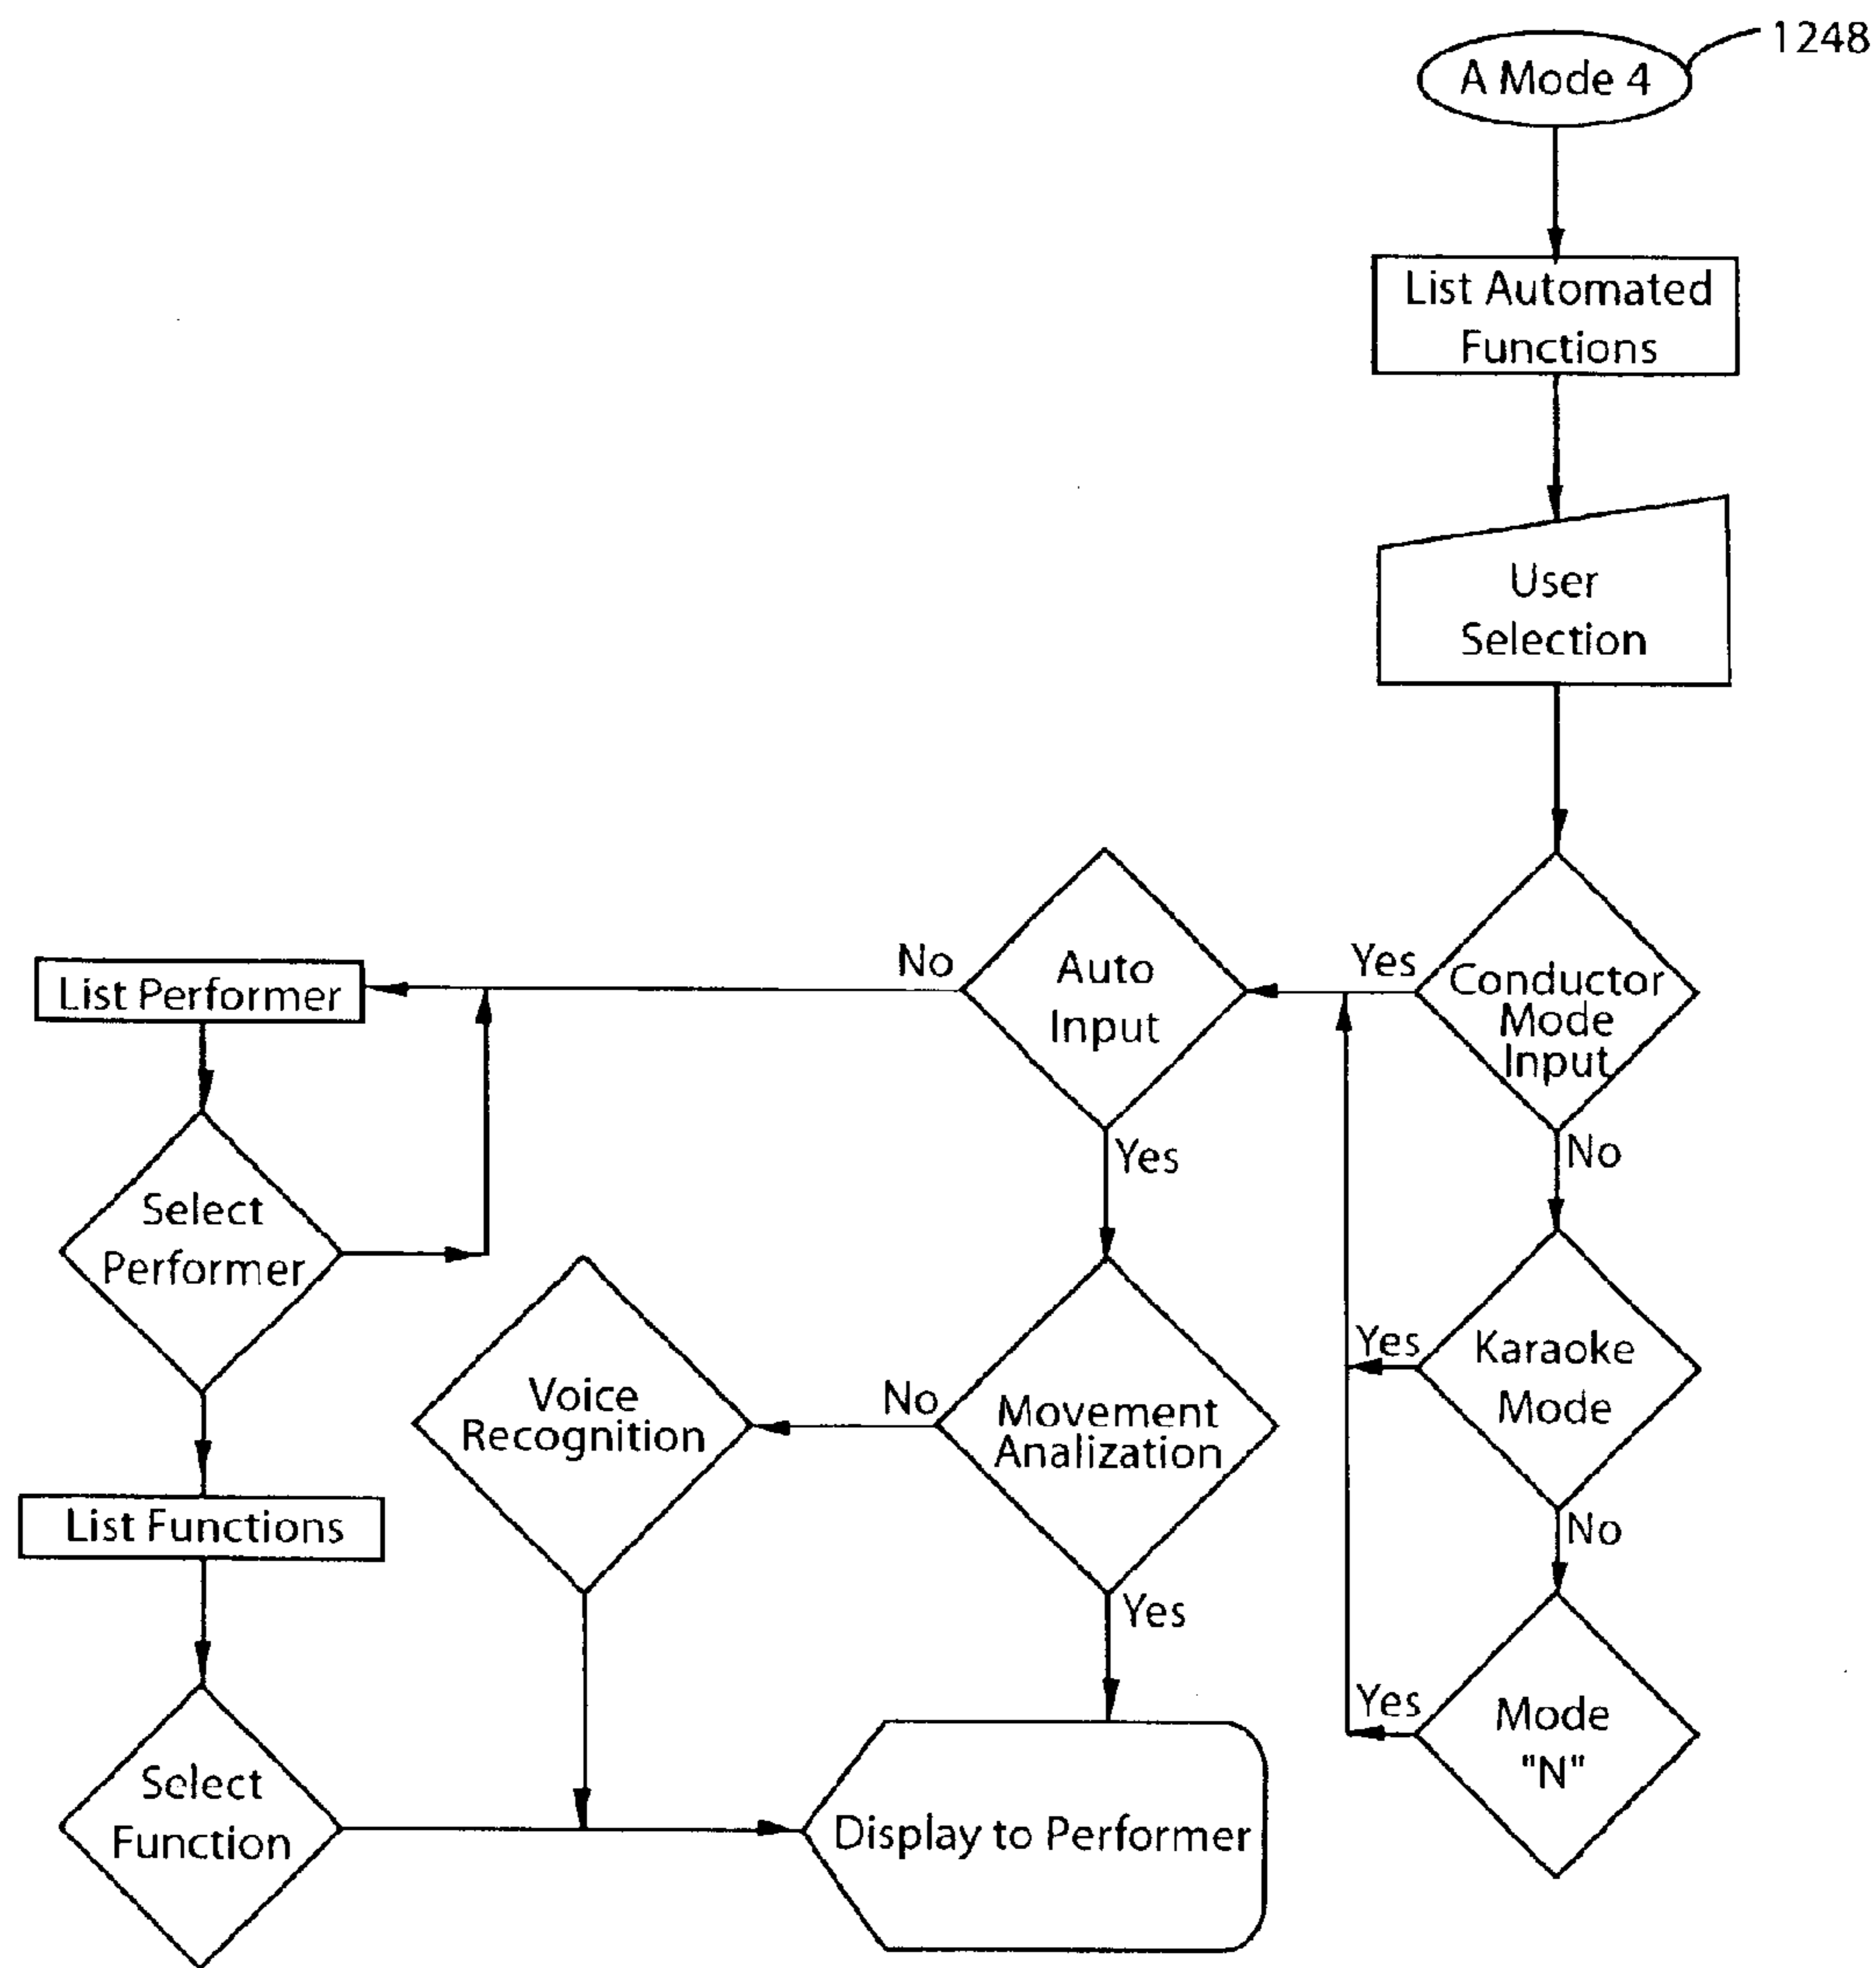 1248
A Mode 4
List Automated
Functions
User
Selection
Conductor
Mode
Input
Yes
No
Auto
Input
No
Yes
List Performer
Select
Performer
Karaoke
Mode
Yes
No
Movement
Analization
No
Yes
Voice
Recognition
List Functions
Mode
"N"
Yes
Select
Function
Display to Performer